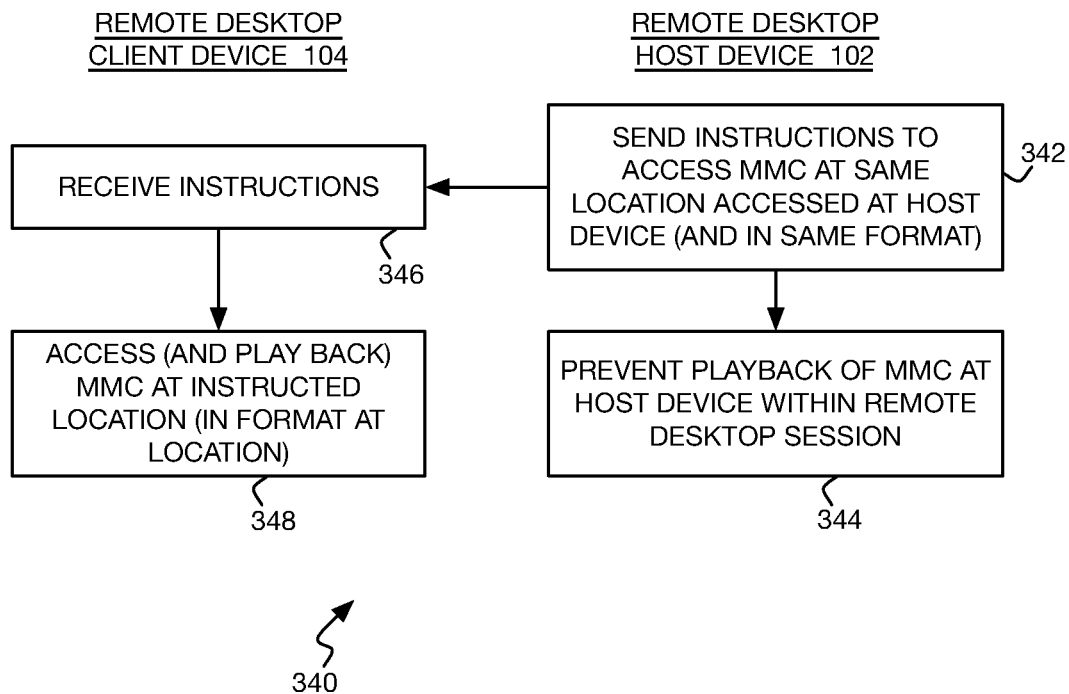 REMOTE DESKTOP
CLIENT DEVICE 104
REMOTE DESKTOP
HOST DEVICE 102
SEND INSTRUCTIONS TO
ACCESS MMC AT SAME
LOCATION ACCESSED AT HOST
DEVICE (AND IN SAME FORMAT)
342
RECEIVE INSTRUCTIONS
346
ACCESS (AND PLAY BACK)
MMC AT INSTRUCTED
LOCATION (IN FORMAT AT
LOCATION)
348
PREVENT PLAYBACK OF MMC AT
HOST DEVICE WITHIN REMOTE
DESKTOP SESSION
344
340